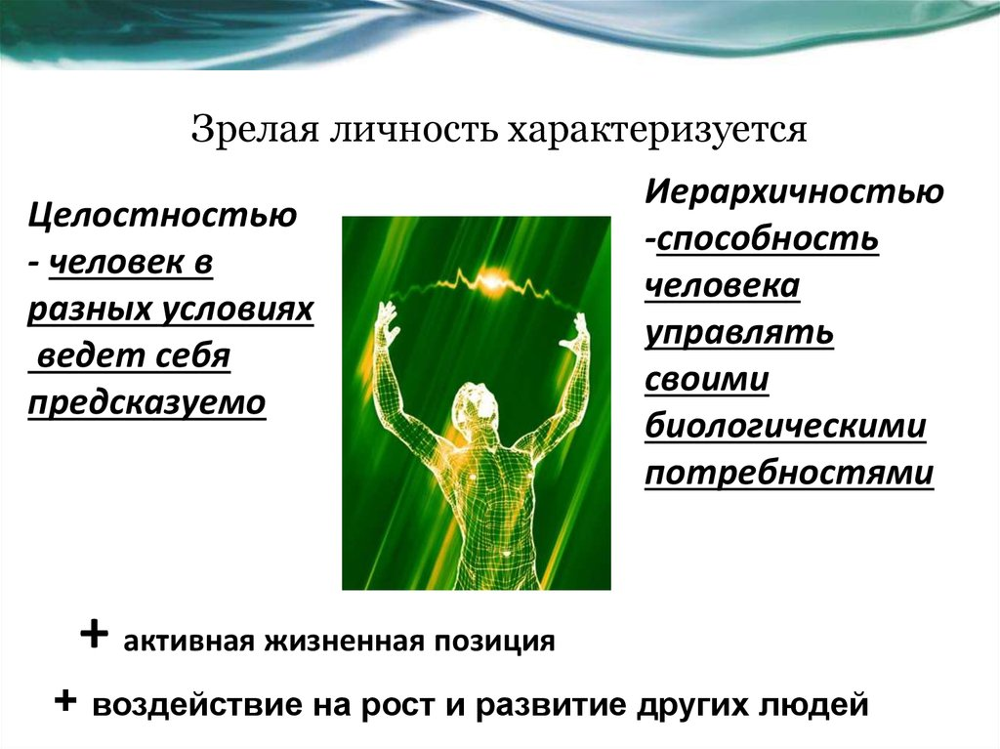 Зрелая личность характеризуется
Целостностью
- человек в
разных условиях
ведет себя
предсказуемо
Иерархичностью
-способность
человека
управлять
своими
биологическими
потребностями
+ активная жизненная позиция
+ воздействие на рост и развитие других людей